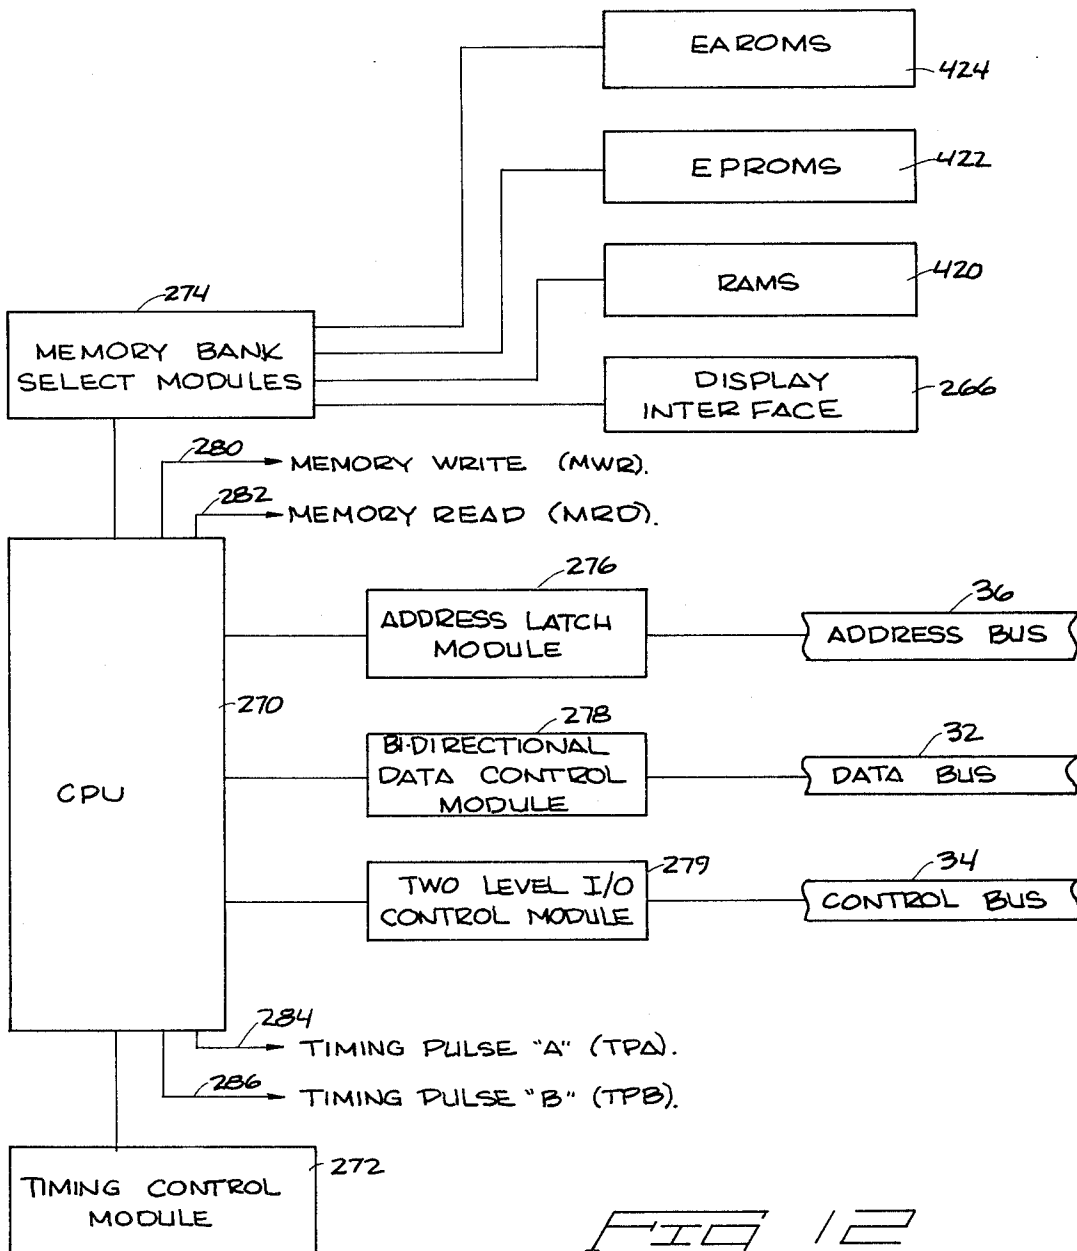 EAROMS
424
EPROMS
422
RAMS
420
DISPLAY
INTERFACE
266
274
MEMORY BANK
SELECT MODULES
280
MEMORY WRITE (MWR).
282
MEMORY READ (MRD).
276
ADDRESS LATCH
MODULE
36
ADDRESS BUS
270
CPU
278
BI-DIRECTIONAL
DATA CONTROL
MODULE
32
DATA BUS
279
TWO LEVEL I/O
CONTROL MODULE
34
CONTROL BUS
284
TIMING PULSE "A" (TPA).
286
TIMING PULSE "B" (TPB).
272
TIMING CONTROL
MODULE
FIG 12